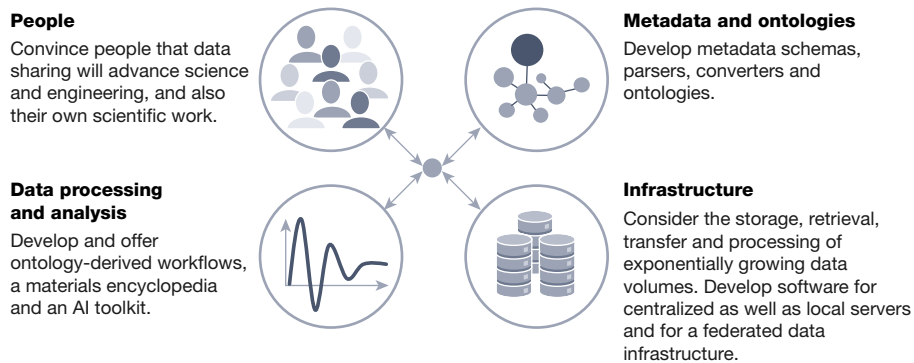 People
Convince people that data
sharing will advance science
and engineering, and also
their own scientific work.
Metadata and ontologies
Develop metadata schemas,
parsers, converters and
ontologies.
Data processing
and analysis
Develop and offer
ontology-derived workflows,
a materials encyclopedia
and an AI toolkit.
Infrastructure
Consider the storage, retrieval,
transfer and processing of
exponentially growing data
volumes. Develop software for
centralized as well as local servers
and for a federated data
infrastructure.